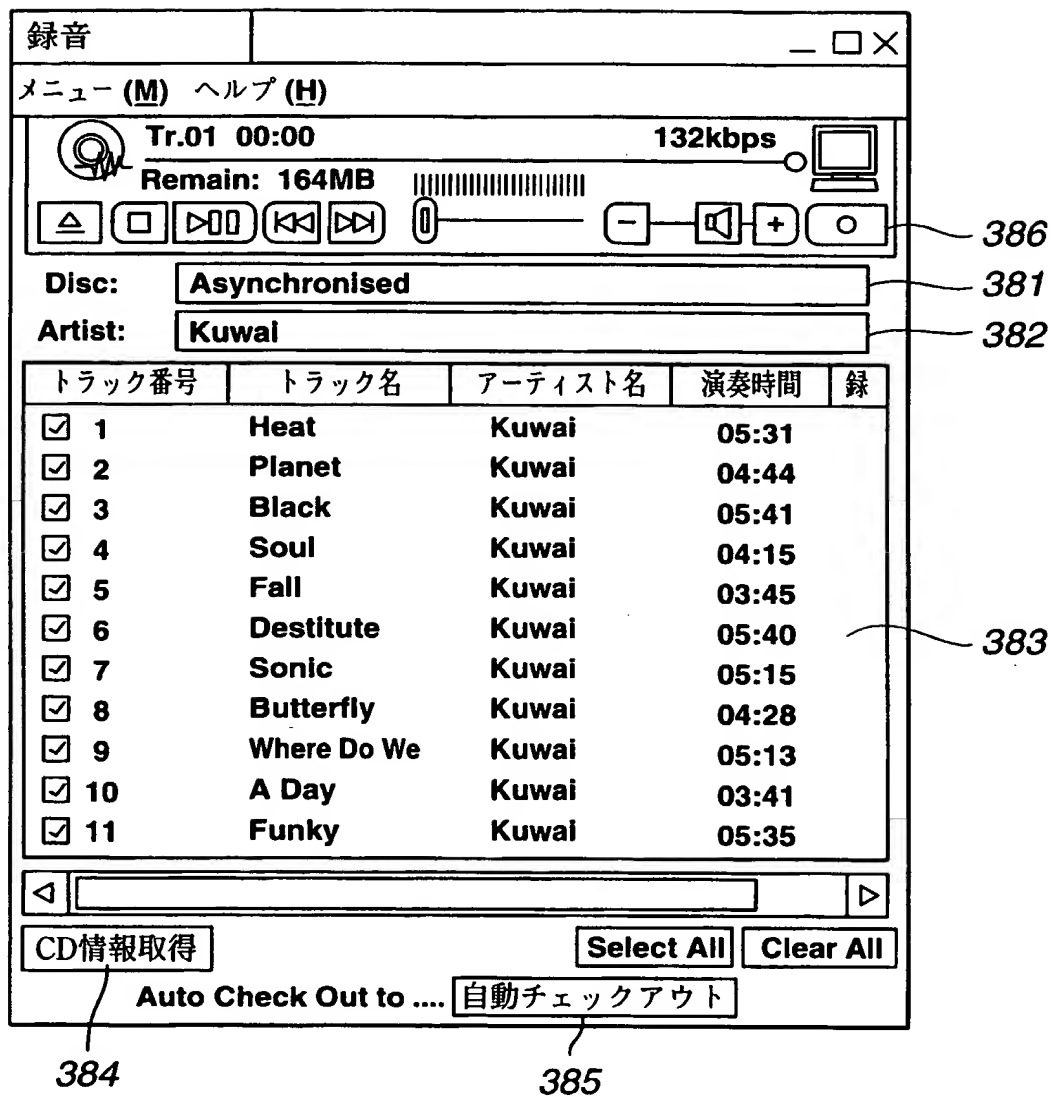 録音
メニュー (M) ヘルプ (H)
Tr.01 00:00 132kbps
Remain: 164MB
386
Disc: Asynchronised 381
Artist: Kuwai 382
トラック番号 トラック名 アーティスト名 演奏時間 録
1 Heat Kuwai 05:31
2 Planet Kuwai 04:44
3 Black Kuwai 05:41
4 Soul Kuwai 04:15
5 Fall Kuwai 03:45
6 Destitute Kuwai 05:40 383
7 Sonic Kuwai 05:15
8 Butterfly Kuwai 04:28
9 Where Do We Kuwai 05:13
10 A Day Kuwai 03:41
11 Funky Kuwai 05:35
CD情報取得 Select All Clear All
Auto Check Out to .... 自動チェックアウト
384 385